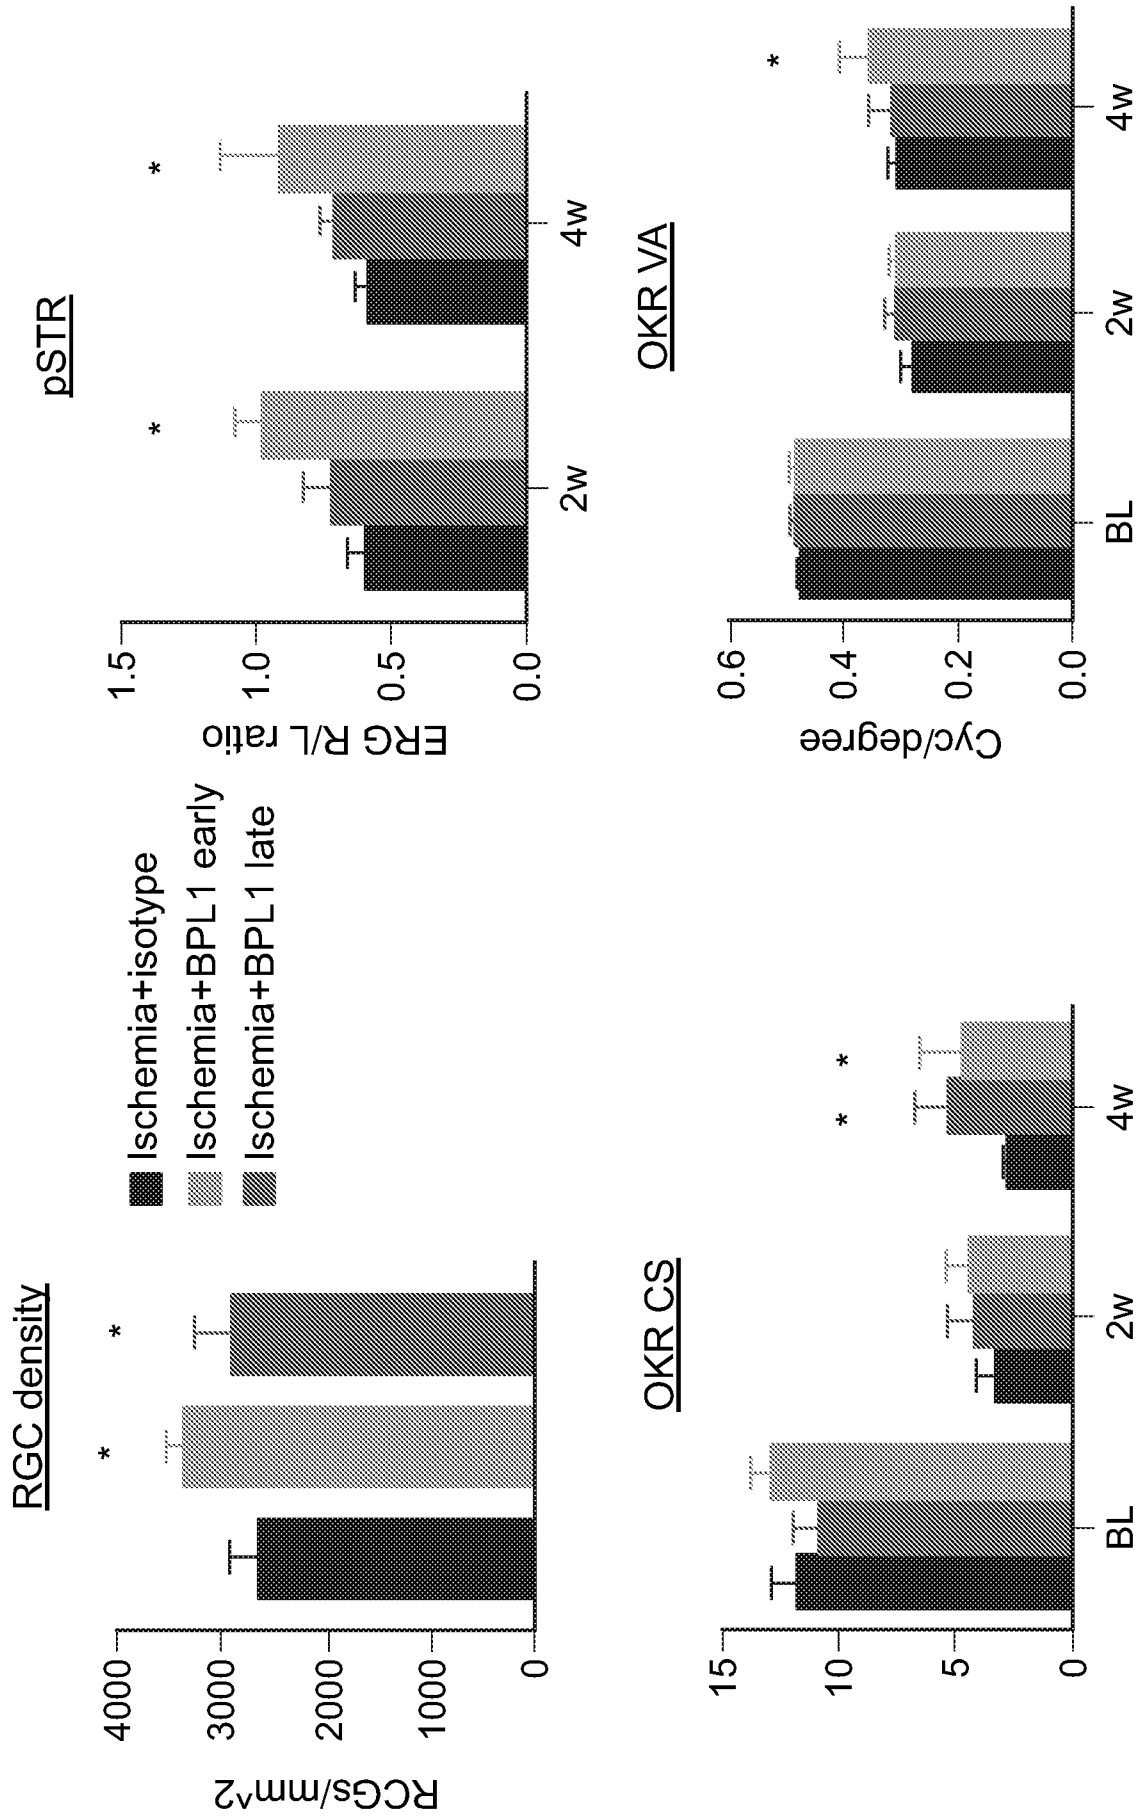 RGC density
*
*
4000
3000
2000
1000
0
RCGs/mm^2
Ischemia+isotype
Ischemia+BPL1 early
Ischemia+BPL1 late
pSTR
*
*
1.5
1.0
0.5
0.0
ERG R/L ratio
2w
4w
OKR CS
*
*
15
10
5
0
BL
2w
4w
OKR VA
*
0.6
0.4
0.2
0.0
Cyc/degree
BL
2w
4w